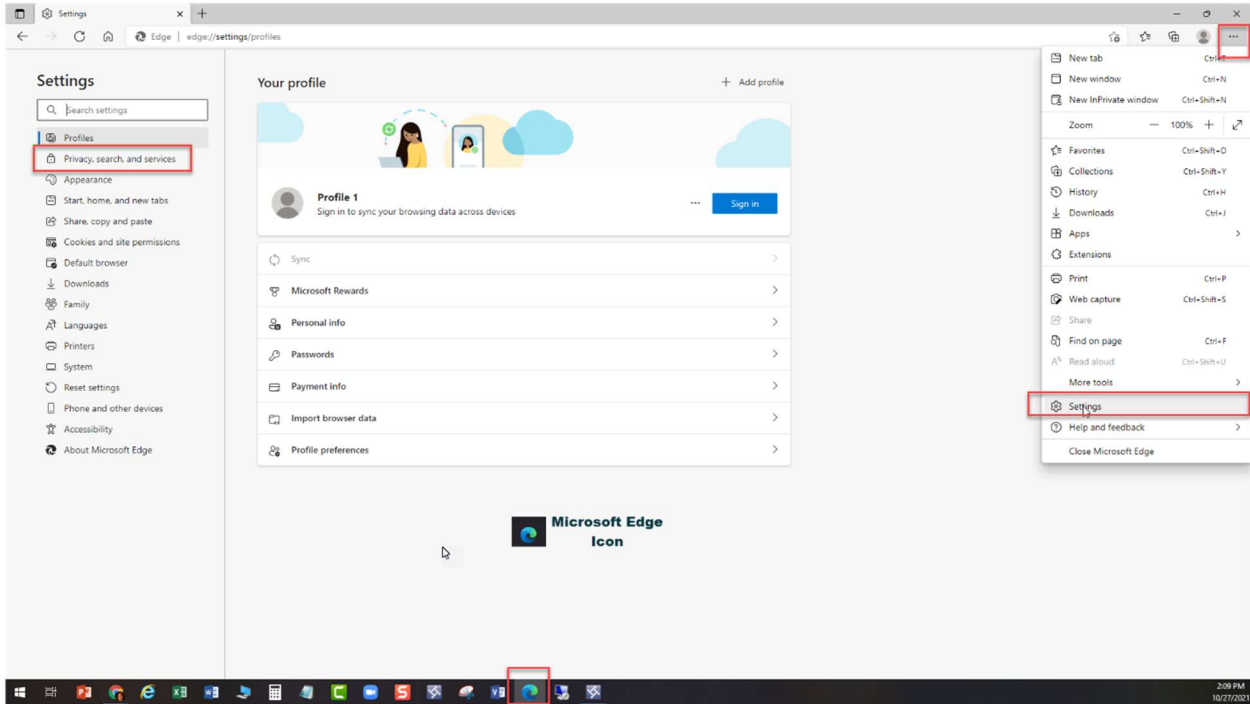 Settings
Edge | edge://settings/profiles
Settings
Search settings
Profiles
Privacy, search, and services
Appearance
Start, home, and new tabs
Share, copy and paste
Cookies and site permissions
Default browser
Downloads
Family
Languages
Printers
System
Reset settings
Phone and other devices
Accessibility
About Microsoft Edge
Your profile
+ Add profile
Profile 1
Sign in to sync your browsing data across devices
Sign in
Sync
Microsoft Rewards
Personal info
Passwords
Payment info
Import browser data
Profile preferences
Microsoft Edge
Icon
New tab
New window Ctrl+N
New InPrivate window Ctrl+Shift+N
Zoom — 100% +
Favorites Ctrl+Shift+O
Collections Ctrl+Shift+Y
History Ctrl+H
Downloads Ctrl+J
Apps
Extensions
Print Ctrl+P
Web capture Ctrl+Shift+S
Share
Find on page Ctrl+F
Read aloud Ctrl+Shift+U
More tools
Settings
Help and feedback
Close Microsoft Edge
2:09 PM
10/27/2021